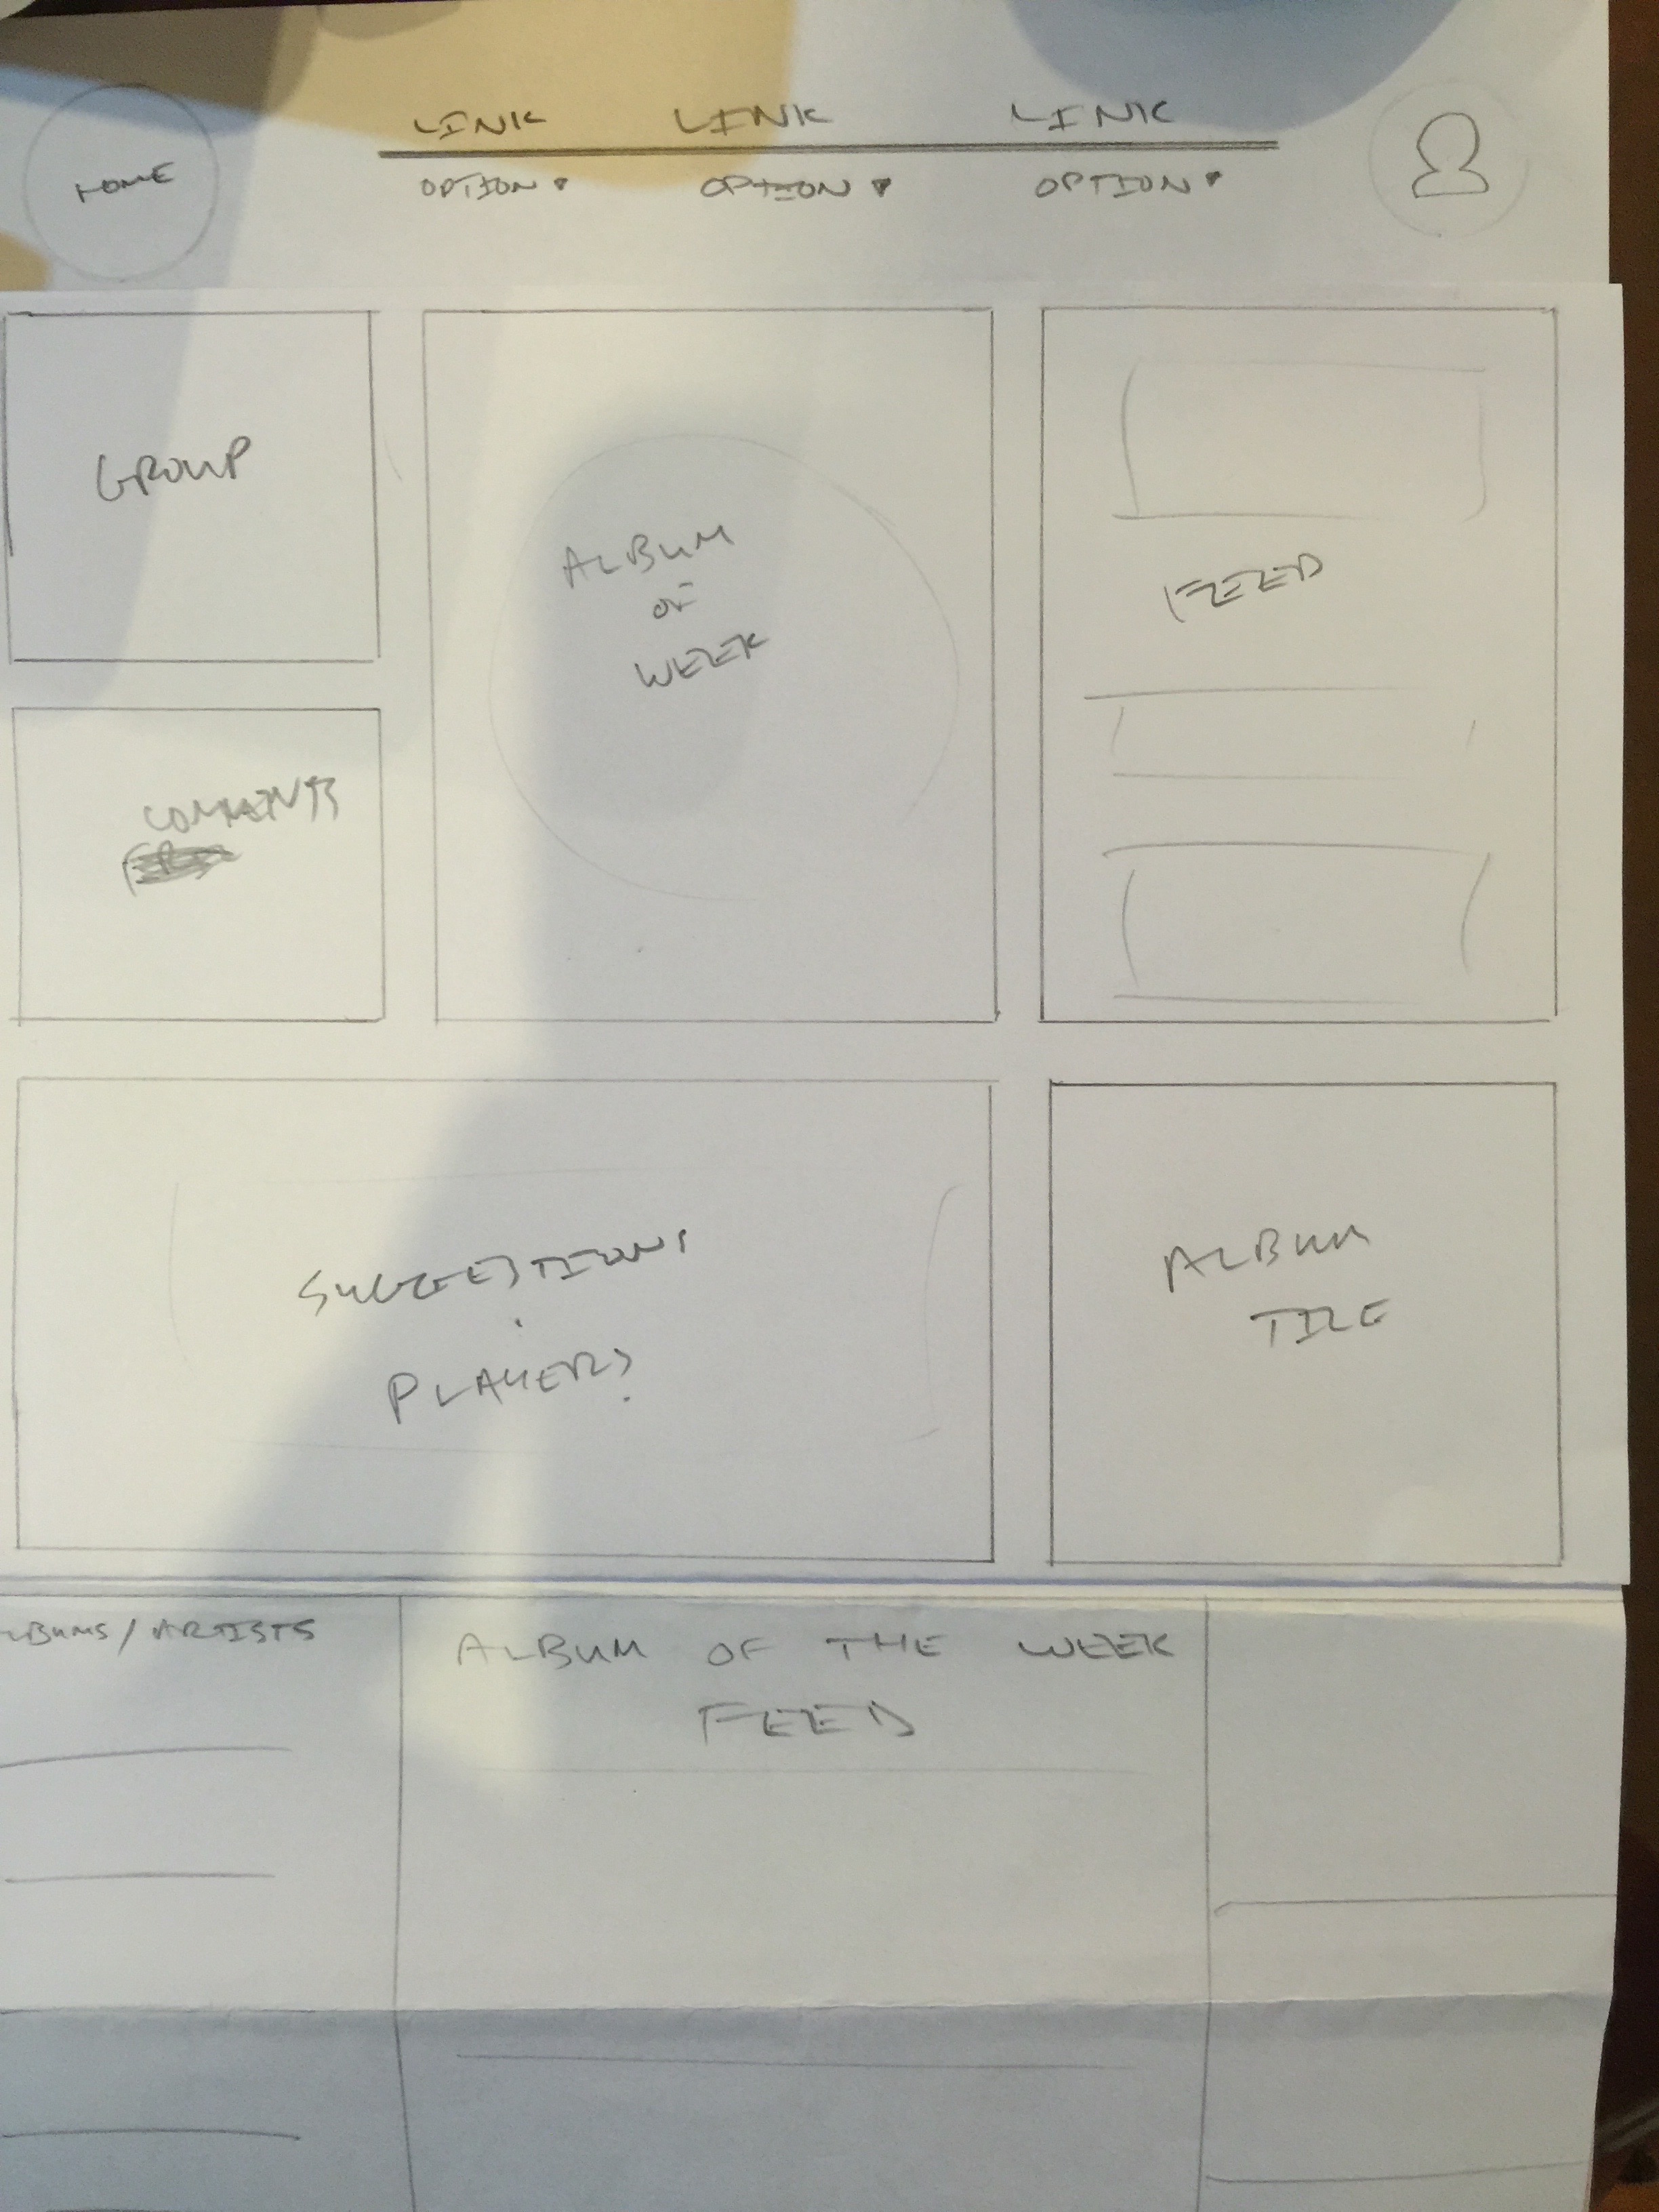 HOME
LINK LINK LINK
OPTION OPTION OPTION
GROUP
ALBUM
OF
WEEK
FEED
COMMENTS
SUGGESTIONS
PLAYERS
ALBUM
TILE
LBUMS/ARTISTS
ALBUM OF THE WEEK
FEED